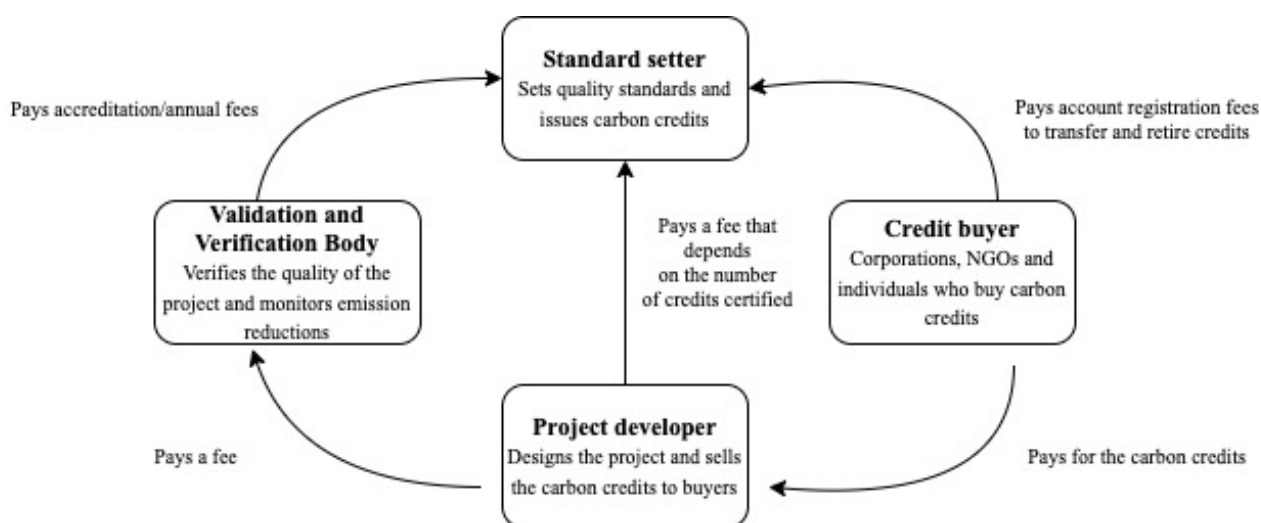 Standard setter
Sets quality standards and
issues carbon credits
Pays accreditation/annual fees
Pays account registration fees
to transfer and retire credits
Validation and
Verification Body
Verifies the quality of the
project and monitors emission
reductions
Pays a fee that
depends
on the number
of credits certified
Credit buyer
Corporations, NGOs and
individuals who buy carbon
credits
Project developer
Designs the project and sells
the carbon credits to buyers
Pays a fee
Pays for the carbon credits